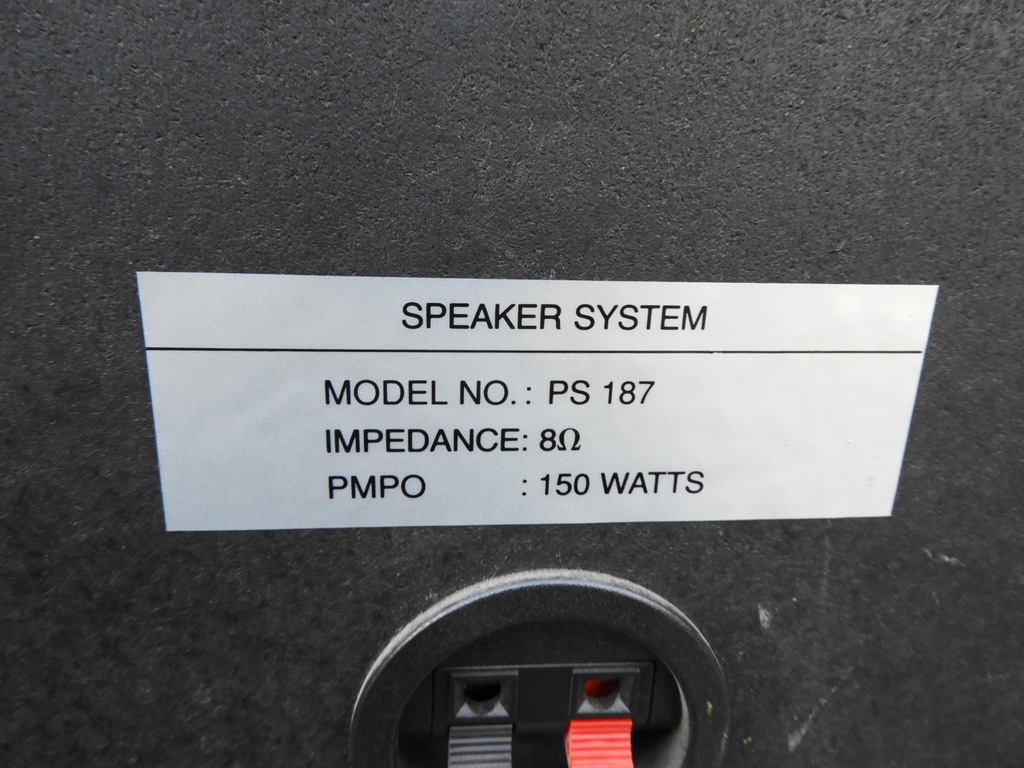 SPEAKER SYSTEM
MODEL NO.: PS 187
IMPEDANCE: 8Ω
PMPO : 150 WATTS